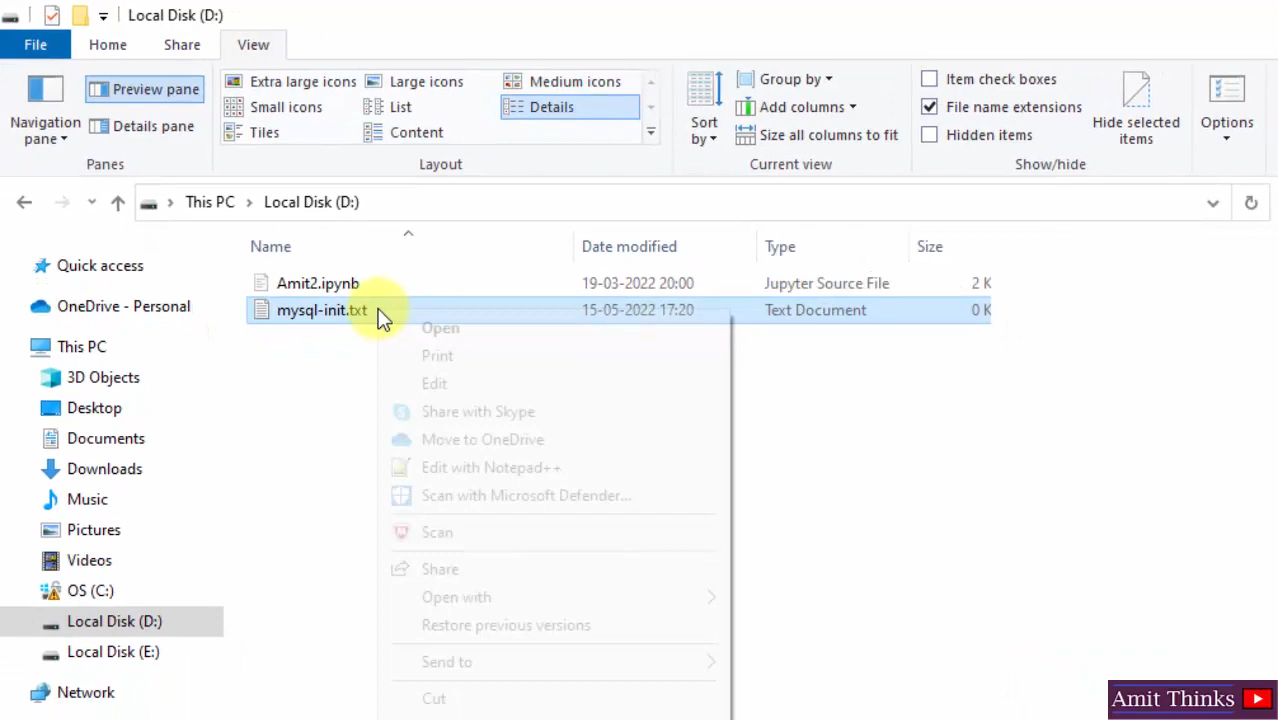 Local Disk (D:)
File Home Share View
Navigation pane
Preview pane
Details pane
Panes
Extra large icons Large icons Medium icons
Small icons List Details
Tiles Content
Layout
Sort by
Group by
Add columns
Size all columns to fit
Current view
Item check boxes
File name extensions
Hidden items
Hide selected items
Show/hide
Options
This PC Local Disk (D:)
Name Date modified Type Size
Amit2.ipynb 19-03-2022 20:00 Jupyter Source File 2 K
mysql-init.txt 15-05-2022 17:20 Text Document 0 K
Quick access
OneDrive - Personal
This PC
3D Objects
Desktop
Documents
Downloads
Music
Pictures
Videos
OS (C:)
Local Disk (D:)
Local Disk (E:)
Network
Open
Print
Edit
Share with Skype
Move to OneDrive
Edit with Notepad++
Scan with Microsoft Defender...
Scan
Share
Open with
Restore previous versions
Send to
Cut
Amit Thinks